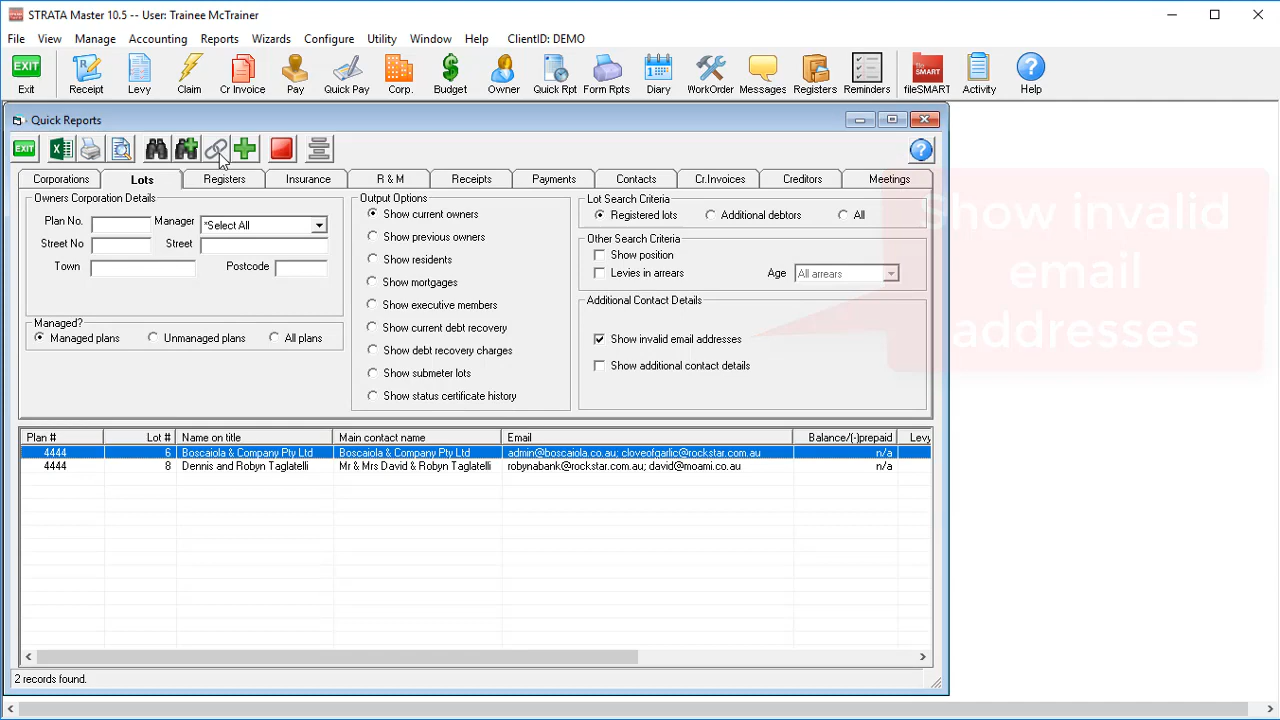 STRATA Master 10.5 -- User: Trainee McTrainer
File View Manage Accounting Reports Wizards Configure Utility Window Help ClientID: DEMO
EXIT
Exit Receipt Levy Claim Cr Invoice Pay Quick Pay Corp. Budget Owner Quick Rpt Form Rpts Diary WorkOrder Messages Registers Reminders fileSMART Activity Help
Quick Reports
EXIT
Corporations Lots Registers Insurance R & M Receipts Payments Contacts Cr.Invoices Creditors Meetings
Owners Corporation Details
Plan No. Manager *Select All
Street No Street
Town Postcode
Managed?
Managed plans Unmanaged plans All plans
Output Options
Show current owners
Show previous owners
Show residents
Show mortgages
Show executive members
Show current debt recovery
Show debt recovery charges
Show submeter lots
Show status certificate history
Lot Search Criteria
Registered lots Additional debtors All
Other Search Criteria
Show position
Levies in arrears Age All arrears
Additional Contact Details
Show invalid email addresses
Show additional contact details
Show invalid
email
addresses
Plan # Lot # Name on title Main contact name Email Balance/(-)prepaid Levy
4444 6 Boscaiola & Company Pty Ltd Boscaiola & Company Pty Ltd admin@boscaiola.co.au; cloveofgarlic@rockstar.com.au n/a
4444 8 Dennis and Robyn Taglatelli Mr & Mrs David & Robyn Taglatelli robynabank@rockstar.com.au; david@moami.co.au n/a
2 records found.